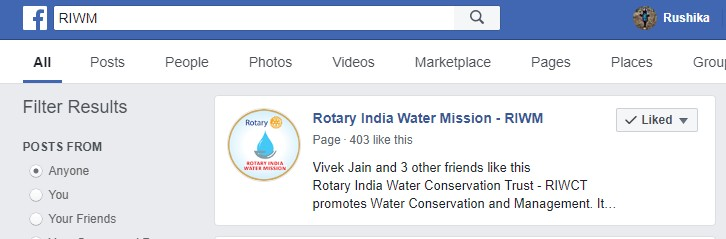 RIWM
Rushika
All Posts People Photos Videos Marketplace Pages Places Grou
Filter Results
POSTS FROM
Anyone
You
Your Friends
Rotary
ROTARY INDIA
WATER MISSION
Rotary India Water Mission - RIWM
Page · 403 like this
Liked
Vivek Jain and 3 other friends like this
Rotary India Water Conservation Trust - RIWCT
promotes Water Conservation and Management. It...